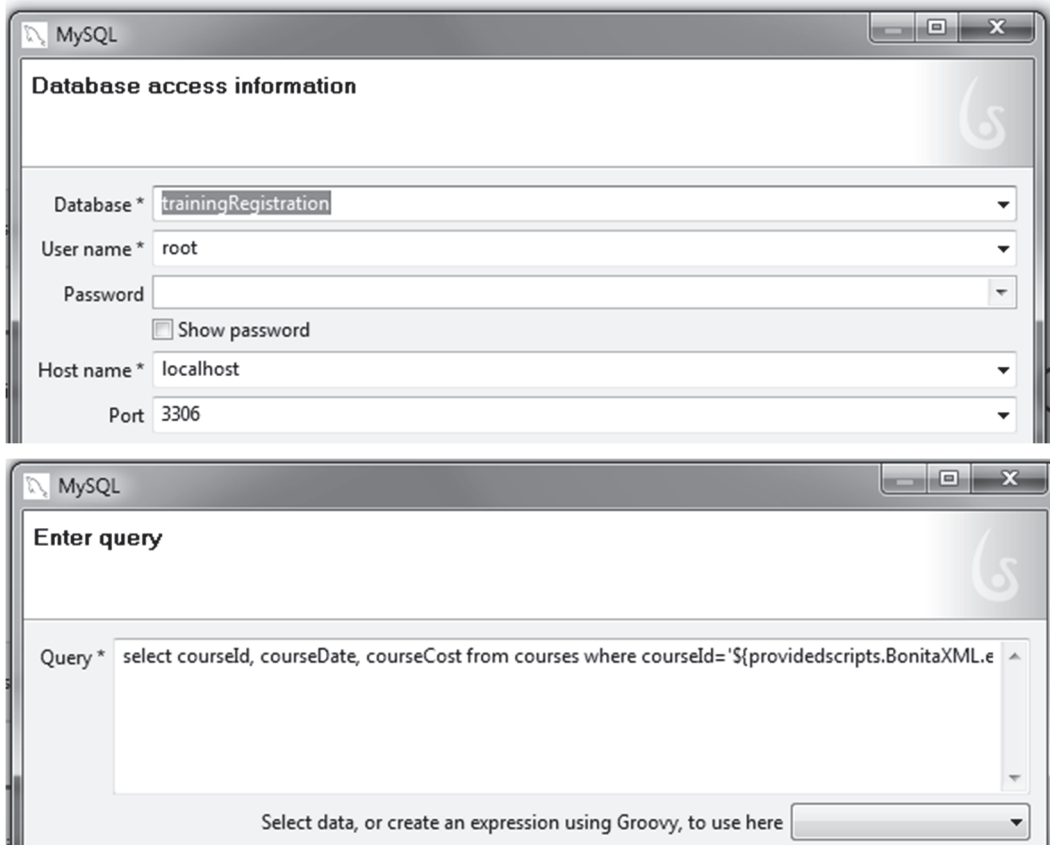 MySQL
Database access information
Database * trainingRegistration
User name * root
Password
Show password
Host name * localhost
Port 3306
MySQL
Enter query
Query * select courseId, courseDate, courseCost from courses where courseId='${providedscripts.BonitaXML.e
Select data, or create an expression using Groovy, to use here